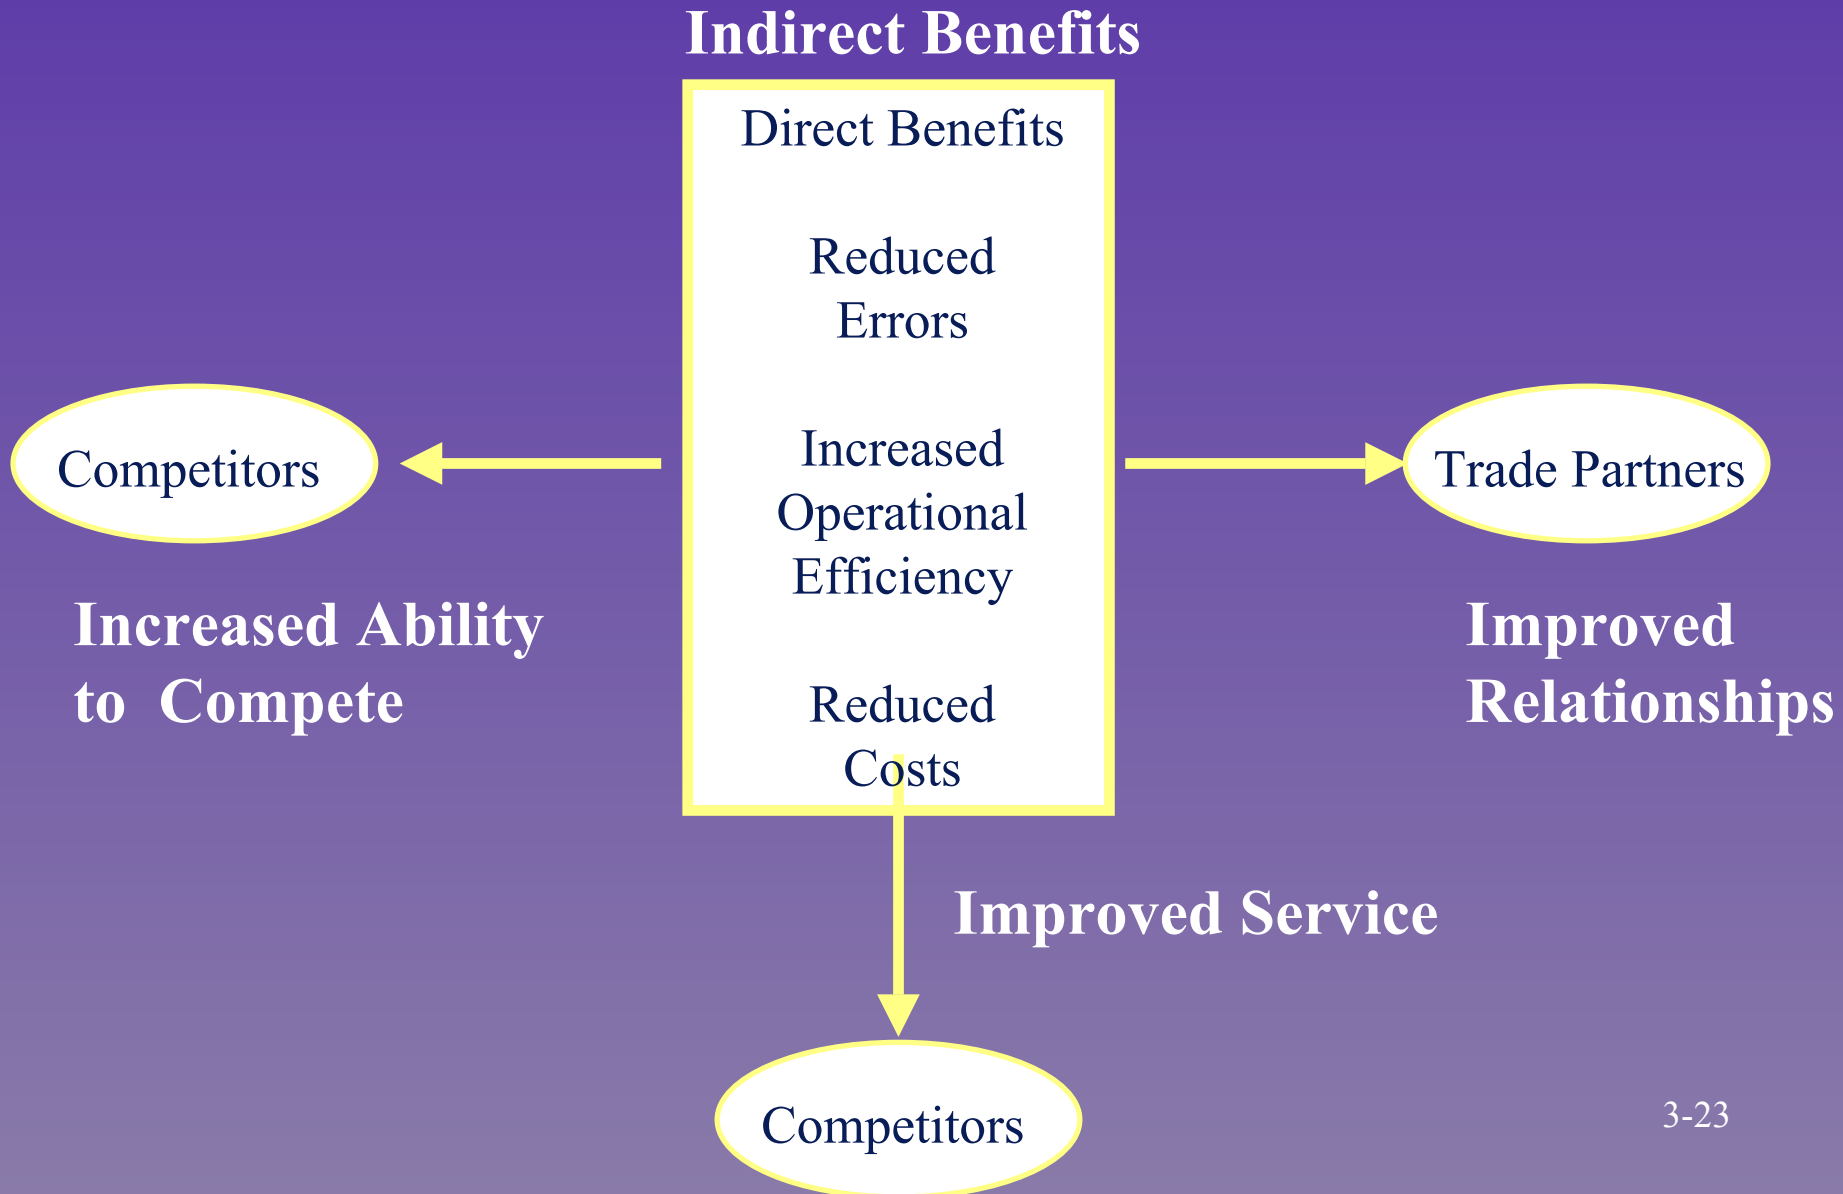 Indirect Benefits
Direct Benefits
Reduced
Errors
Increased
Operational
Efficiency
Reduced
Costs
Competitors
Increased Ability
to  Compete
Trade Partners
Improved
Relationships
Improved Service
Competitors
3-23